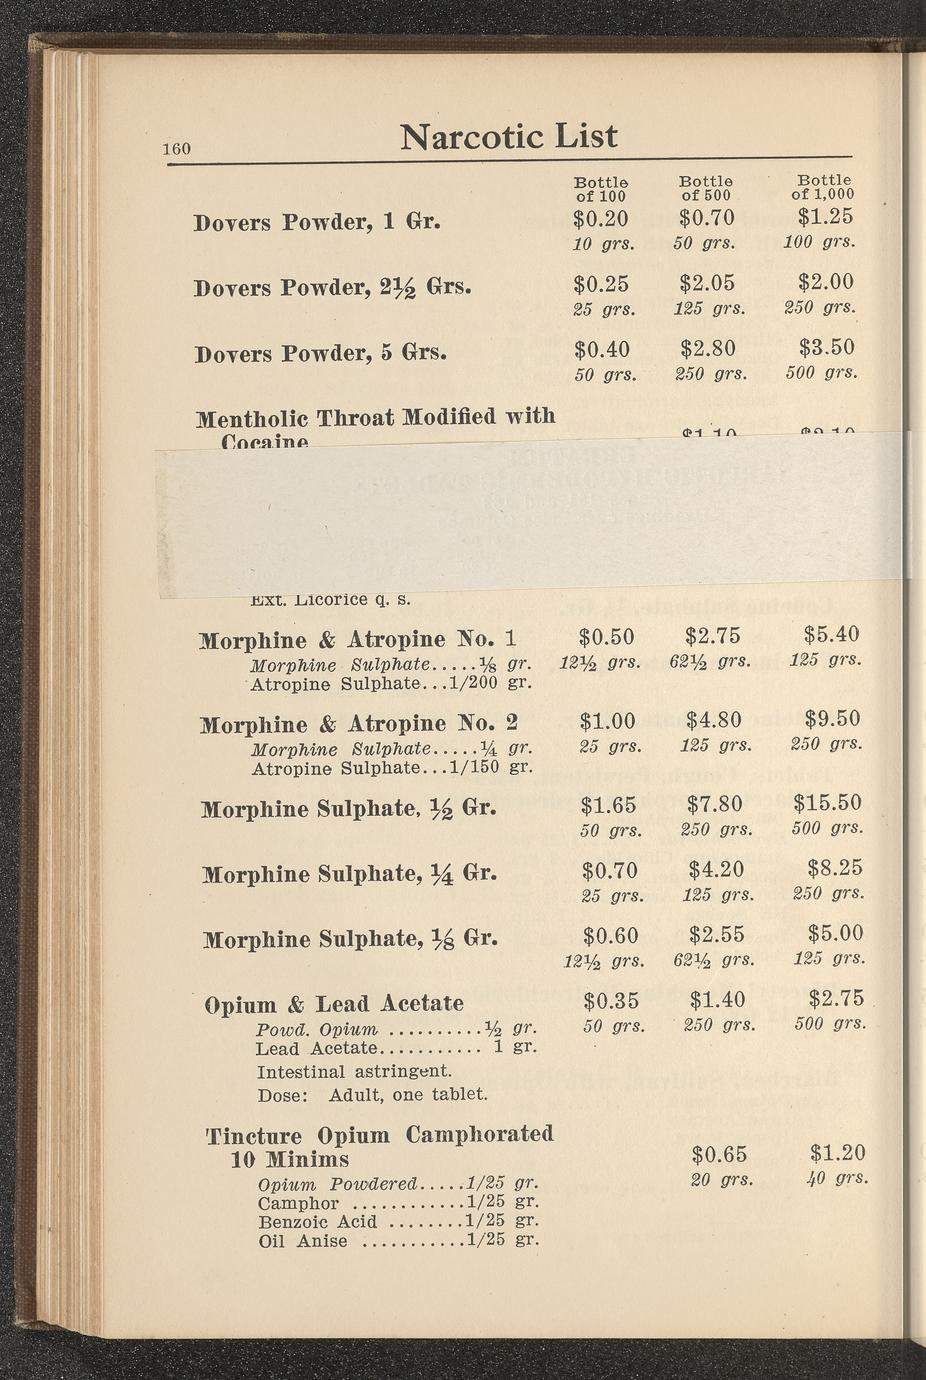 160
Narcotic List
Bottle of 100 Bottle of 500 Bottle of 1,000
Dovers Powder, 1 Gr. $0.20 $0.70 $1.25
10 grs. 50 grs. 100 grs.
Dovers Powder, 2½ Grs. $0.25 $2.05 $2.00
25 grs. 125 grs. 250 grs.
Dovers Powder, 5 Grs. $0.40 $2.80 $3.50
50 grs. 250 grs. 500 grs.
Mentholic Throat Modified with
Cocaine $1.10 $2.10
Ext. Licorice q. s.
Morphine & Atropine No. 1 $0.50 $2.75 $5.40
Morphine Sulphate.....⅛ gr. 12½ grs. 62½ grs. 125 grs.
Atropine Sulphate...1/200 gr.
Morphine & Atropine No. 2 $1.00 $4.80 $9.50
Morphine Sulphate.....¼ gr. 25 grs. 125 grs. 250 grs.
Atropine Sulphate...1/150 gr.
Morphine Sulphate, ½ Gr. $1.65 $7.80 $15.50
50 grs. 250 grs. 500 grs.
Morphine Sulphate, ¼ Gr. $0.70 $4.20 $8.25
25 grs. 125 grs. 250 grs.
Morphine Sulphate, ⅛ Gr. $0.60 $2.55 $5.00
12½ grs. 62½ grs. 125 grs.
Opium & Lead Acetate $0.35 $1.40 $2.75
Powd. Opium ..........½ gr. 50 grs. 250 grs. 500 grs.
Lead Acetate........... 1 gr.
Intestinal astringent.
Dose: Adult, one tablet.
Tincture Opium Camphorated
10 Minims $0.65 $1.20
Opium Powdered.....1/25 gr. 20 grs. 40 grs.
Camphor ............1/25 gr.
Benzoic Acid ........1/25 gr.
Oil Anise ...........1/25 gr.